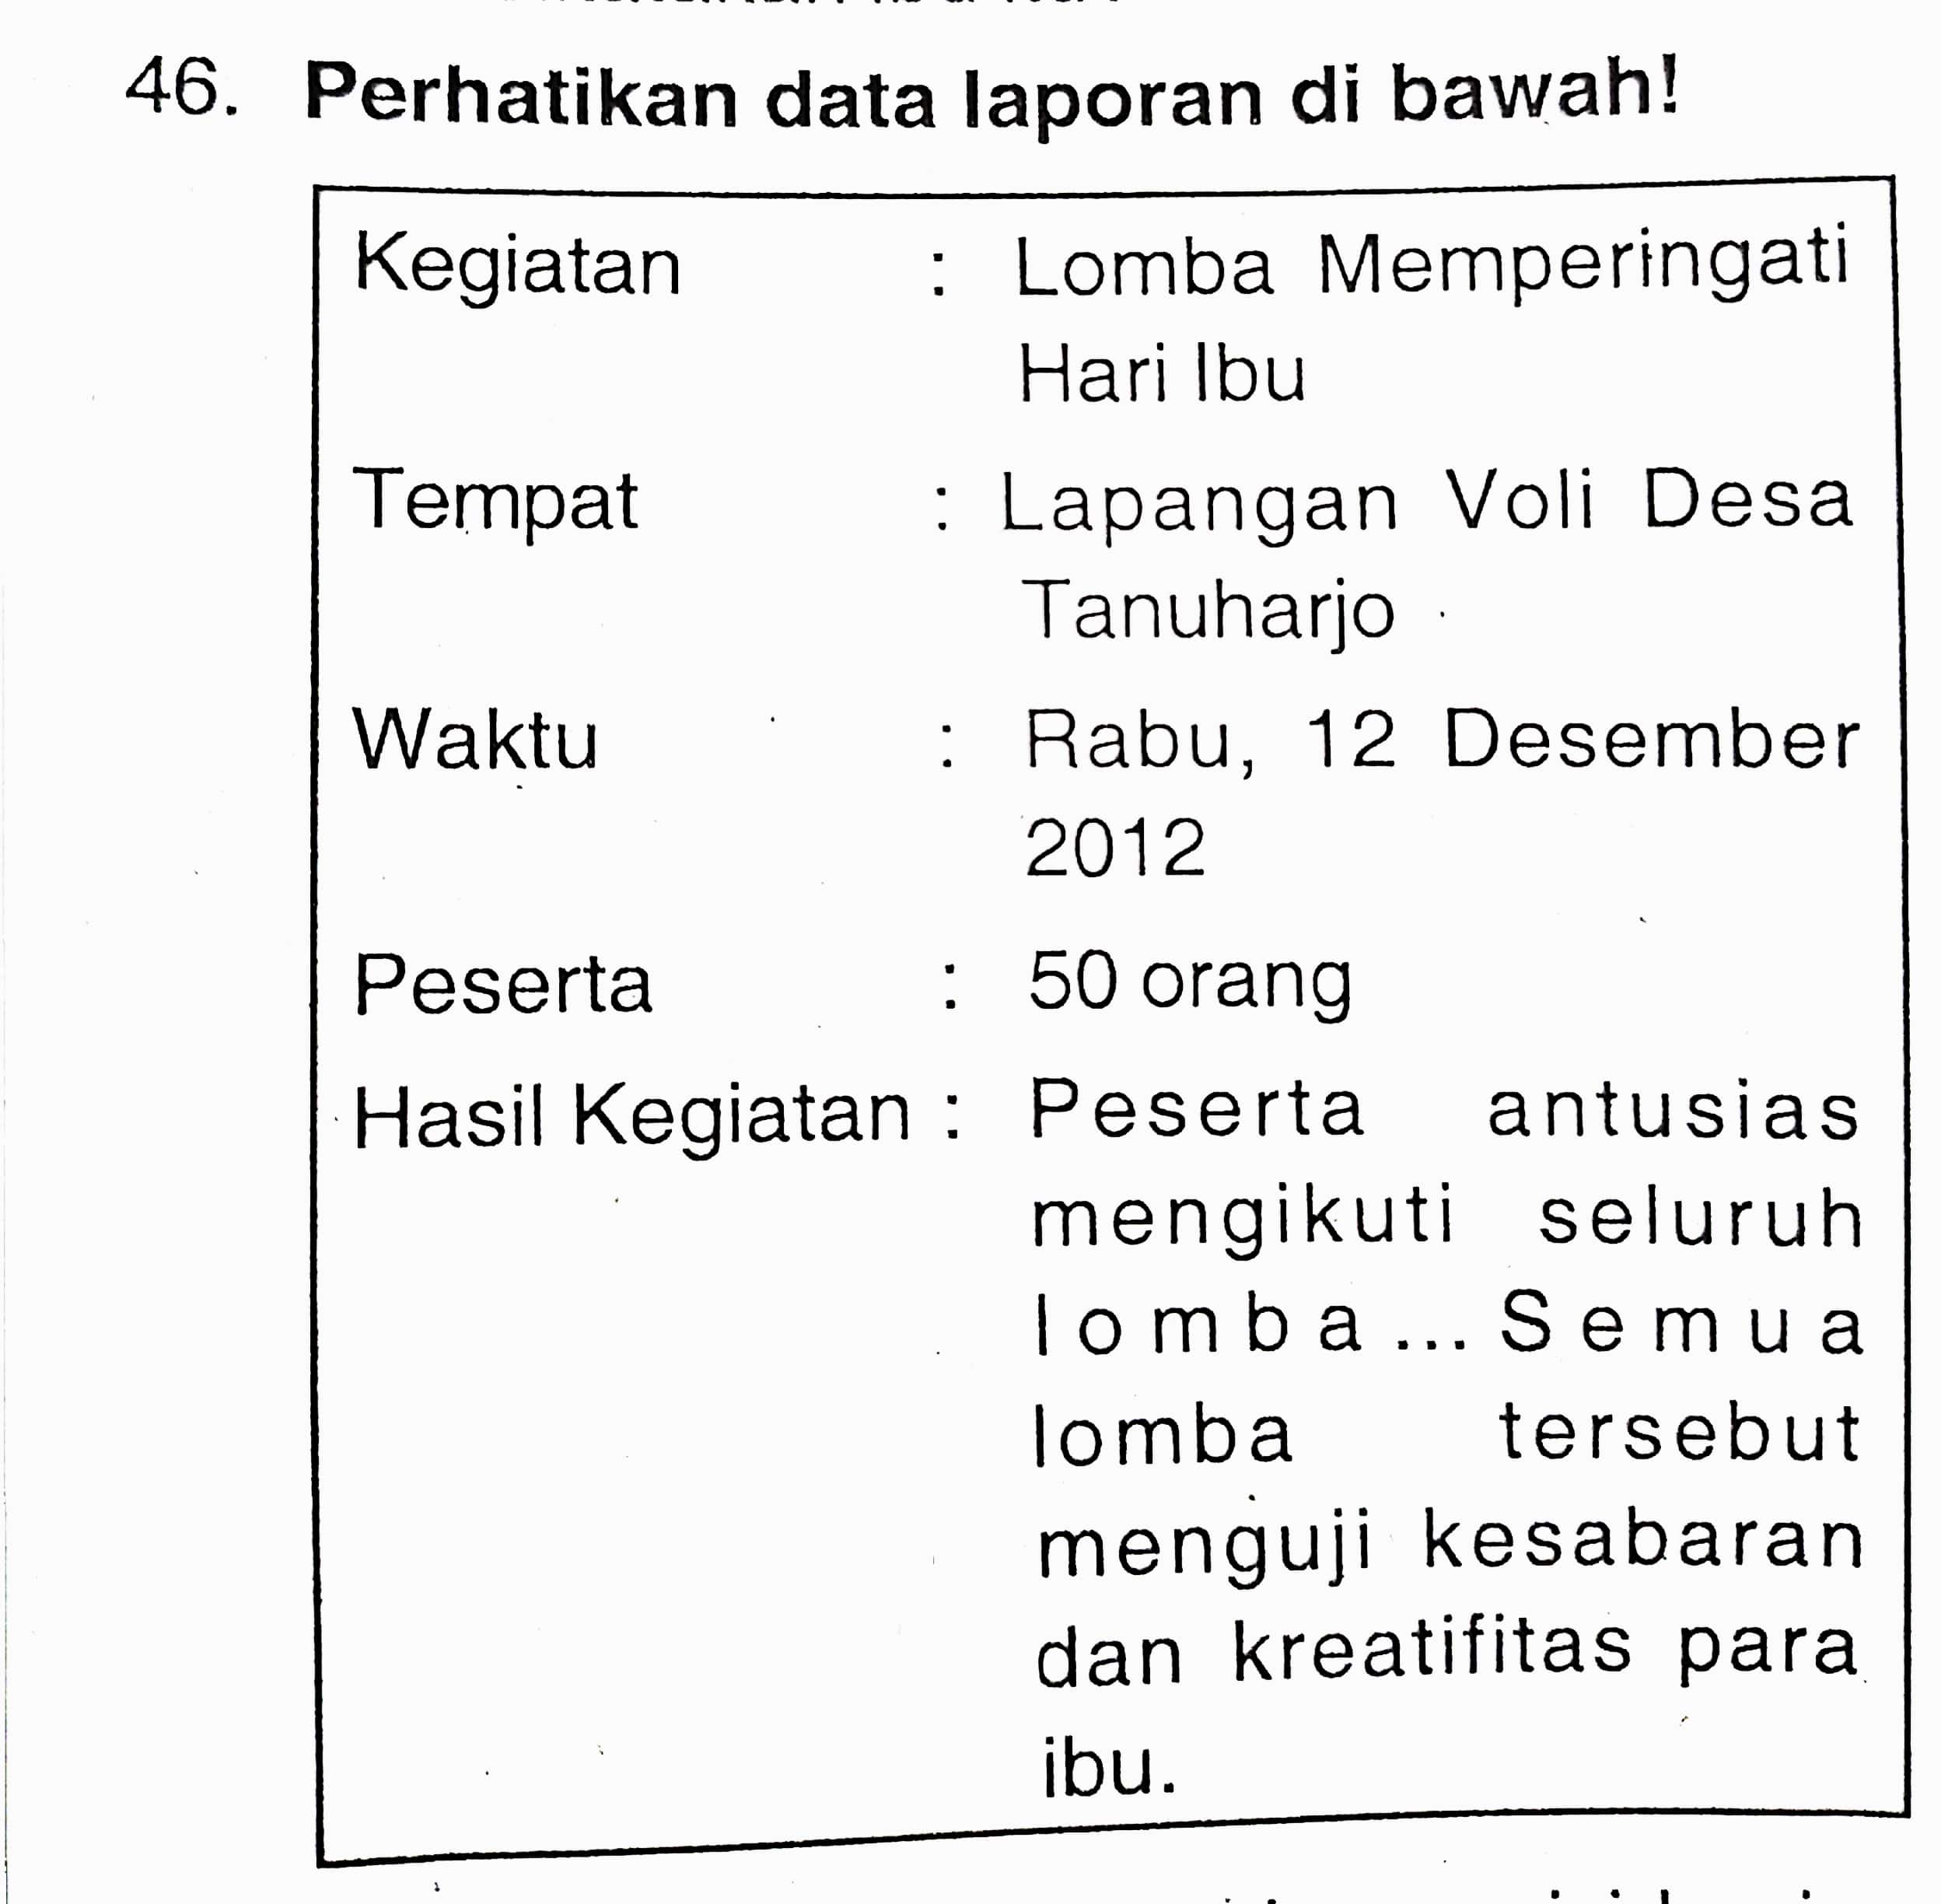 46. Perhatikan data laporan di bawah!
Kegiatan : Lomba Memperingati
Hari Ibu
Tempat : Lapangan Voli Desa
Tanuharjo
Waktu : Rabu, 12 Desember
2012
Peserta : 50 orang
Hasil Kegiatan : Peserta antusias
mengikuti seluruh
lomba... Semua
lomba tersebut
menguji kesabaran
dan kreatifitas para
ibu.